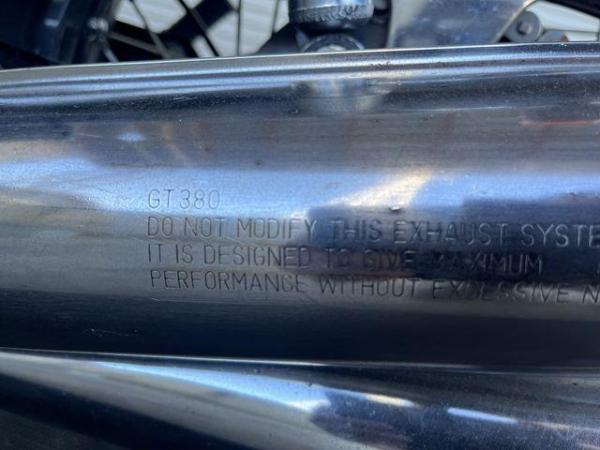 GT380
DO NOT MODIFY THIS EXHAUST SYSTE
IT IS DESIGNED TO GIVE MAXIMUM
PERFORMANCE WITHOUT EXCESSIVE N